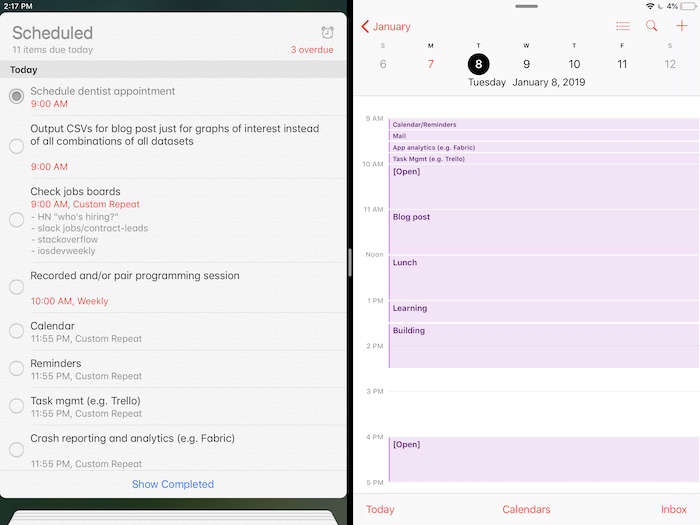 2:17 PM
4%
Scheduled
11 items due today
3 overdue
Today
Schedule dentist appointment
9:00 AM
Output CSVs for blog post just for graphs of interest instead
of all combinations of all datasets
9:00 AM
Check jobs boards
9:00 AM, Custom Repeat
- HN "who's hiring?"
- slack jobs/contract-leads
- stackoverflow
- iosdevweekly
Recorded and/or pair programming session
10:00 AM, Weekly
Calendar
11:55 PM, Custom Repeat
Reminders
11:55 PM, Custom Repeat
Task mgmt (e.g. Trello)
11:55 PM, Custom Repeat
Crash reporting and analytics (e.g. Fabric)
11:55 PM, Custom Repeat
Show Completed
January
S M T W T F S
6 7 8 9 10 11 12
Tuesday January 8, 2019
9 AM
Calendar/Reminders
Mail
App analytics (e.g. Fabric)
Task Mgmt (e.g. Trello)
10 AM
[Open]
11 AM
Blog post
Noon
Lunch
1 PM
Learning
Building
2 PM
3 PM
4 PM
[Open]
5 PM
Today Calendars Inbox